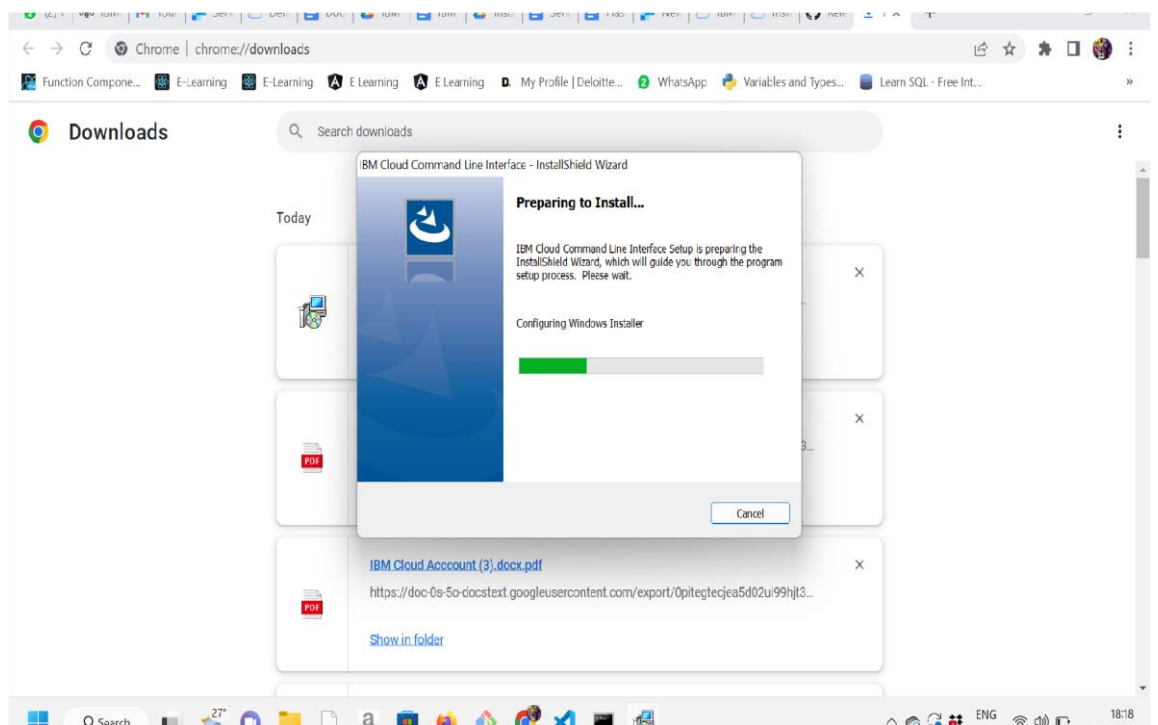 Chrome | chrome://downloads
Function Compone... E-Learning E-Learning E Learning E Learning D. My Profile | Deloitte... 2 WhatsApp Variables and Types... Learn SQL - Free Int... »
Downloads
Search downloads
IBM Cloud Command Line Interface - InstallShield Wizard
Preparing to Install...
Today
IBM Cloud Command Line Interface Setup is preparing the
InstallShield Wizard, which will guide you through the program
setup process. Please wait.
Configuring Windows Installer
PDF
3...
Cancel
IBM Cloud Acccount (3).docx.pdf
https://doc-0s-5o-docstext.googleusercontent.com/export/0pitegtecjea5d02ui99hjt3...
PDF
Show in folder
27°
Search
ENG
18:18